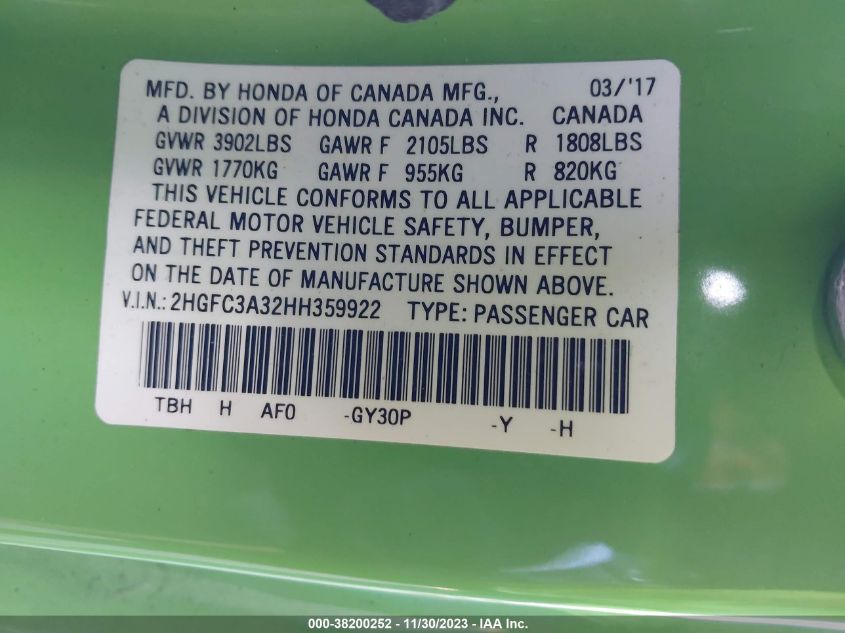 MFD. BY HONDA OF CANADA MFG., 03/'17
A DIVISION OF HONDA CANADA INC. CANADA
GVWR 3902LBS GAWR F 2105LBS R 1808LBS
GVWR 1770KG GAWR F 955KG R 820KG
THIS VEHICLE CONFORMS TO ALL APPLICABLE
FEDERAL MOTOR VEHICLE SAFETY, BUMPER,
AND THEFT PREVENTION STANDARDS IN EFFECT
ON THE DATE OF MANUFACTURE SHOWN ABOVE.
V.I.N.: 2HGFC3A32HH359922 TYPE: PASSENGER CAR
TBH H AF0 -GY30P -Y -H
000-38200252 - 11/30/2023 - IAA Inc.